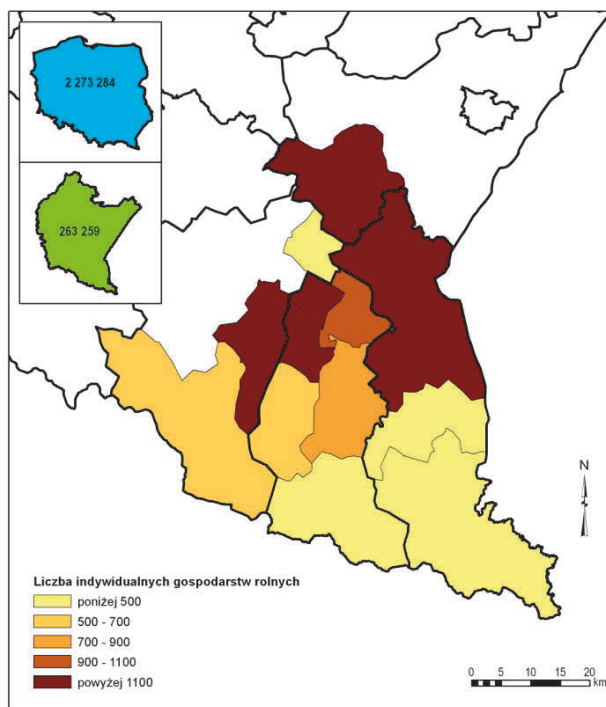 2 273 284
263 259
N
Liczba indywidualnych gospodarstw rolnych
poniżej 500
500 - 700
700 - 900
900 - 1100
powyżej 1100
0 5 10 15 20
km